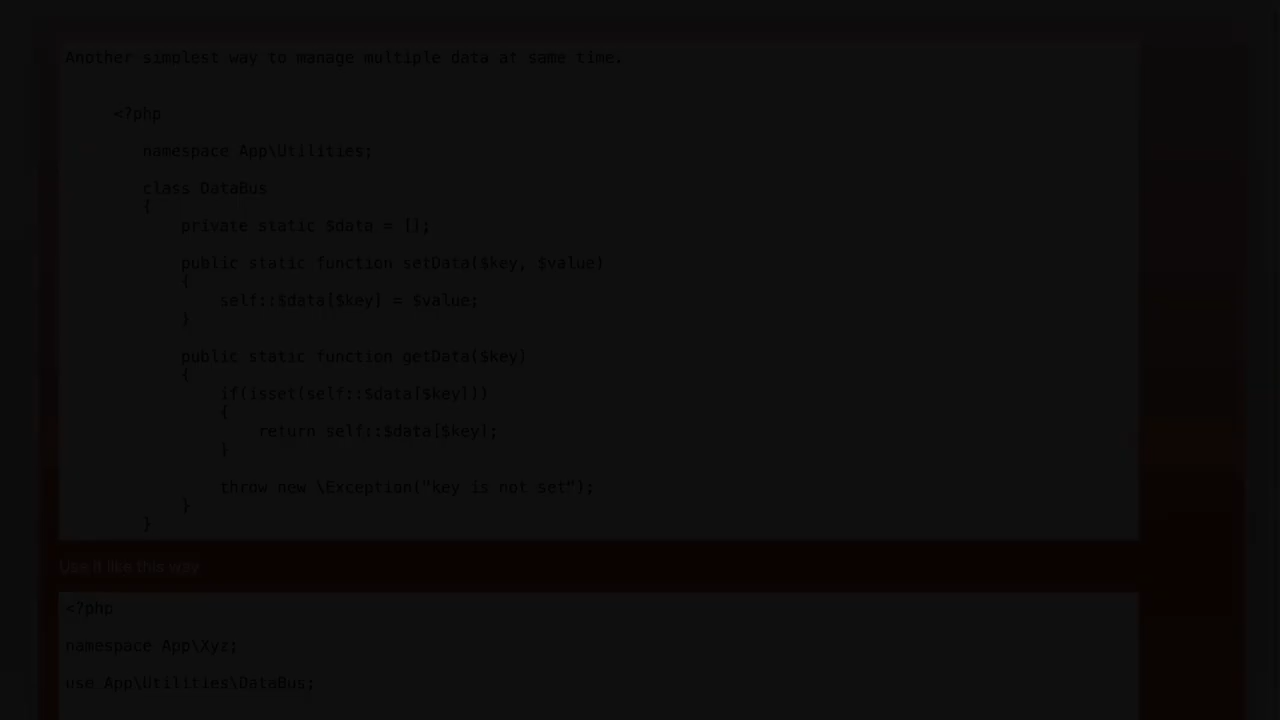 Another simplest way to manage multiple data at same time.
<?php
namespace App\Utilities;
class DataBus
{
private static $data = [];
public static function setData($key, $value)
{
self::$data[$key] = $value;
}
public static function getData($key)
{
if(isset(self::$data[$key]))
{
return self::$data[$key];
}
throw new \Exception("key is not set");
}
}
Use it like this way
<?php
namespace App\Xyz;
use App\Utilities\DataBus;